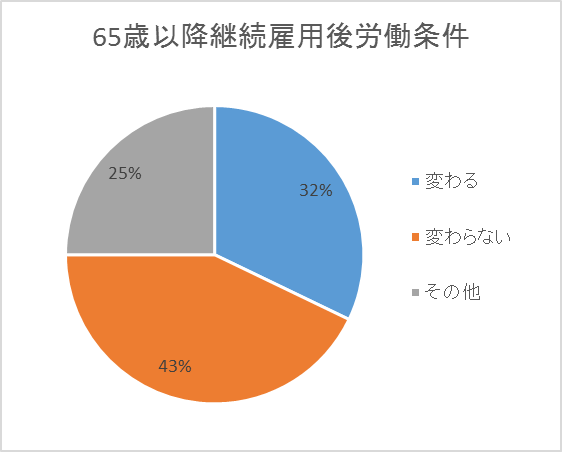 65歳以降継続雇用後労働条件
25%
32%
43%
変わる
変わらない
その他